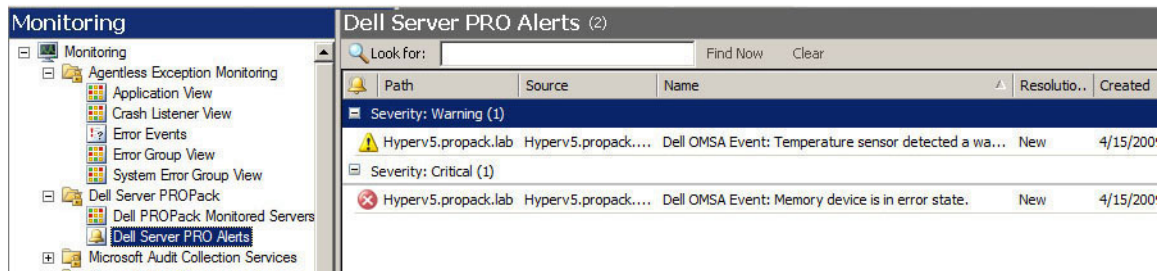 Monitoring
Monitoring
Agentless Exception Monitoring
Application View
Crash Listener View
Error Events
Error Group View
System Error Group View
Dell Server PROPack
Dell PROPack Monitored Servers
Dell Server PRO Alerts
Microsoft Audit Collection Services
Dell Server PRO Alerts (2)
Look for: Find Now Clear
Path Source Name Resolutio.. Created
Severity: Warning (1)
Hyperv5.propack.lab Hyperv5.propack.... Dell OMSA Event: Temperature sensor detected a wa... New 4/15/2009
Severity: Critical (1)
Hyperv5.propack.lab Hyperv5.propack.... Dell OMSA Event: Memory device is in error state. New 4/15/2009